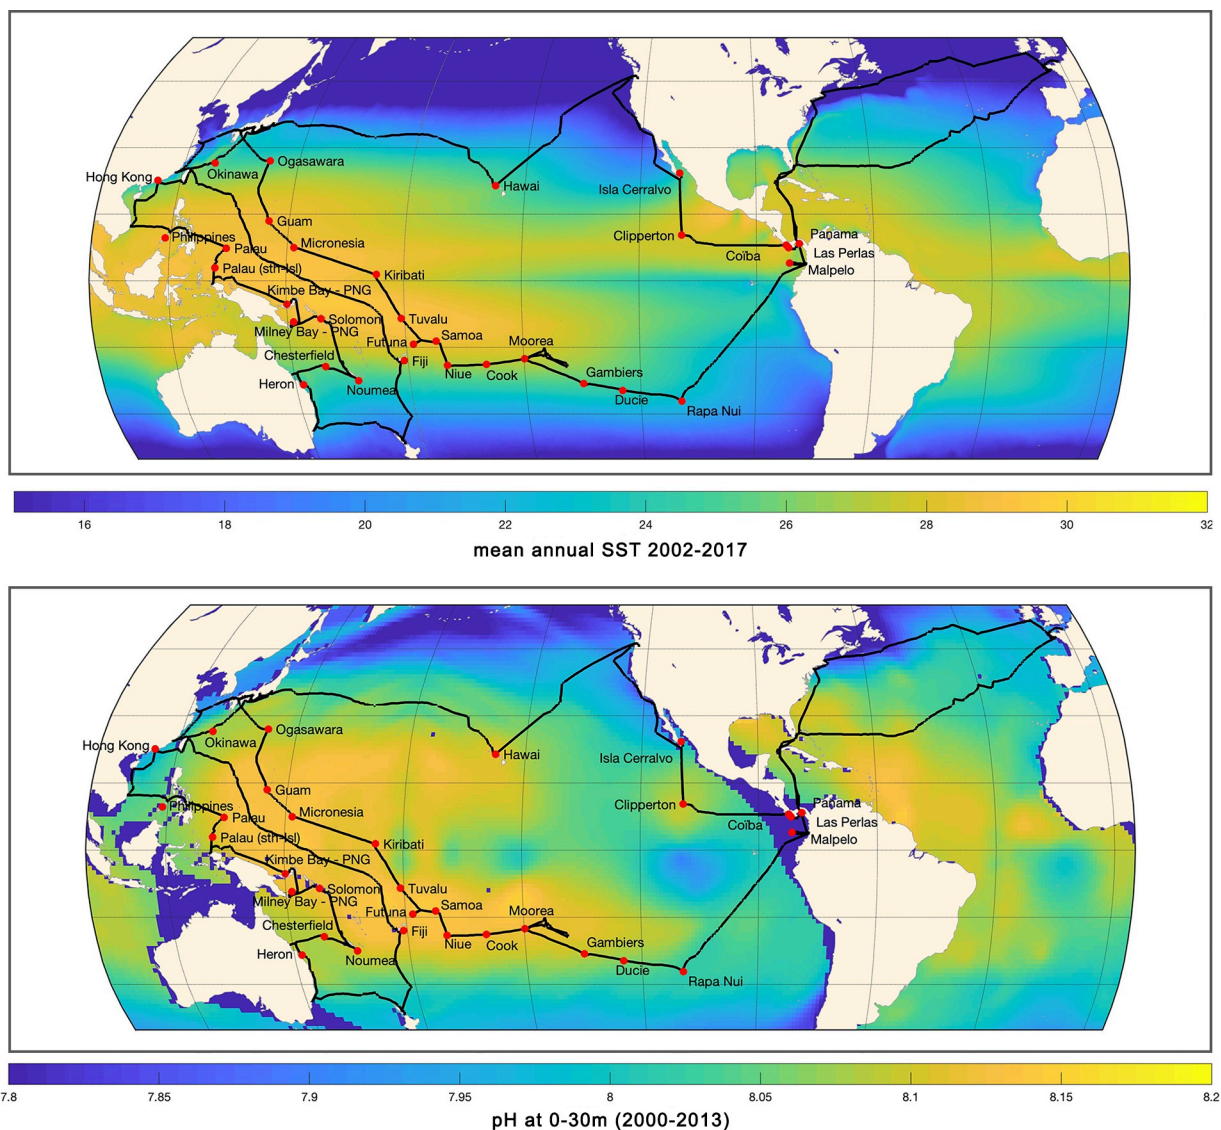 Hong Kong
Okinawa
Ogasawara
Hawai
Isla Cerralvo
Guam
Philippines
Palau
Micronesia
Clipperton
Panama
Coïba
Las Perlas
Malpelo
Palau (sth-Isl)
Kiribati
Kimbe Bay - PNG
Solomon
Milney Bay - PNG
Tuvalu
Futuna
Samoa
Moorea
Chesterfield
Fiji
Niue
Cook
Gambiers
Heron
Noumea
Ducie
Rapa Nui
16 18 20 22 24 26 28 30 32
mean annual SST 2002-2017
Hong Kong
Okinawa
Ogasawara
Hawai
Isla Cerralvo
Guam
Philippines
Palau
Micronesia
Clipperton
Panama
Coïba
Las Perlas
Malpelo
Palau (sth-Isl)
Kiribati
Kimbe Bay - PNG
Solomon
Milney Bay - PNG
Tuvalu
Futuna
Samoa
Moorea
Chesterfield
Fiji
Niue
Cook
Gambiers
Heron
Noumea
Ducie
Rapa Nui
7.8 7.85 7.9 7.95 8 8.05 8.1 8.15 8.2
pH at 0-30m (2000-2013)